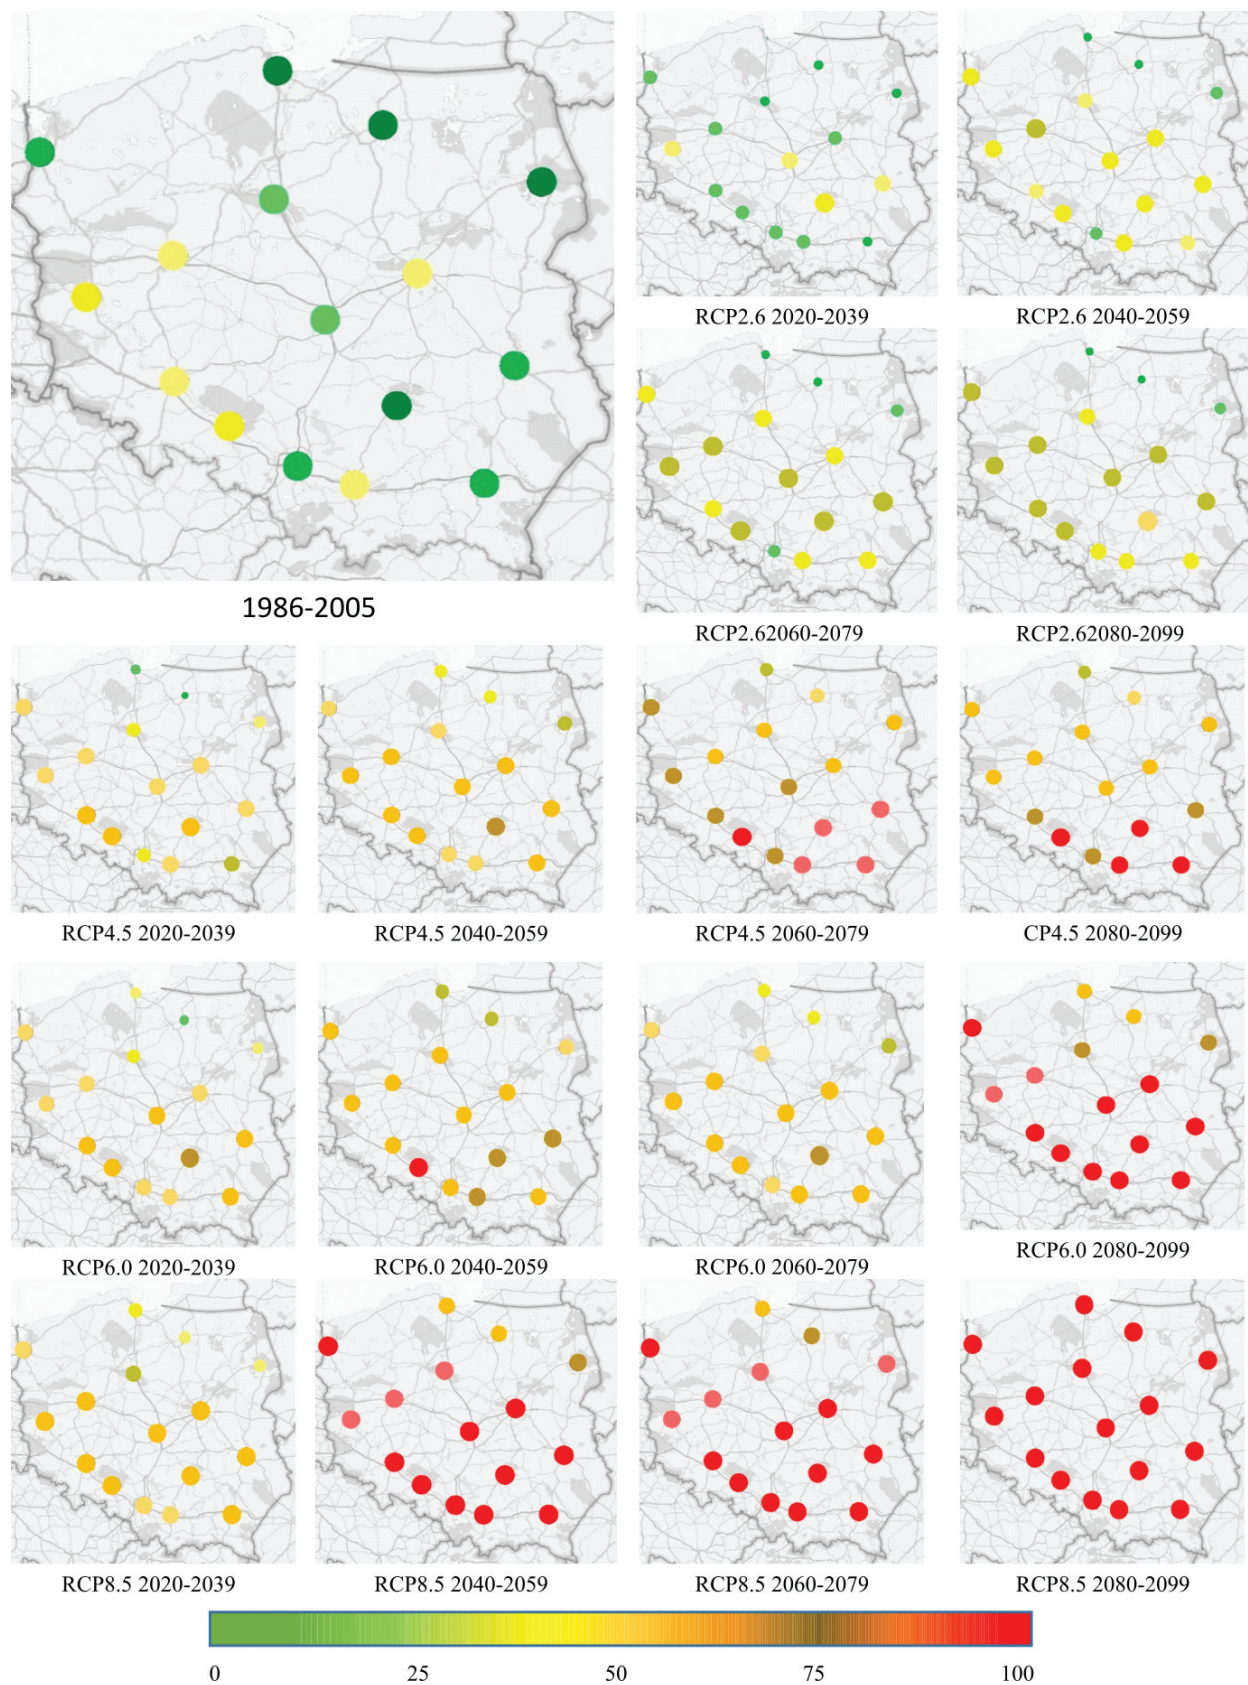 RCP2.6 2020-2039
RCP2.6 2040-2059
1986-2005
RCP2.62060-2079
RCP2.62080-2099
RCP4.5 2020-2039
RCP4.5 2040-2059
RCP4.5 2060-2079
CP4.5 2080-2099
RCP6.0 2020-2039
RCP6.0 2040-2059
RCP6.0 2060-2079
RCP6.0 2080-2099
RCP8.5 2020-2039
RCP8.5 2040-2059
RCP8.5 2060-2079
RCP8.5 2080-2099
0 25 50 75 100